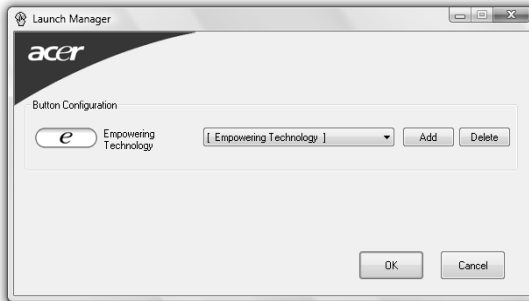 Launch Manager
acer
Button Configuration
e Empowering Technology [ Empowering Technology ] Add Delete
OK Cancel